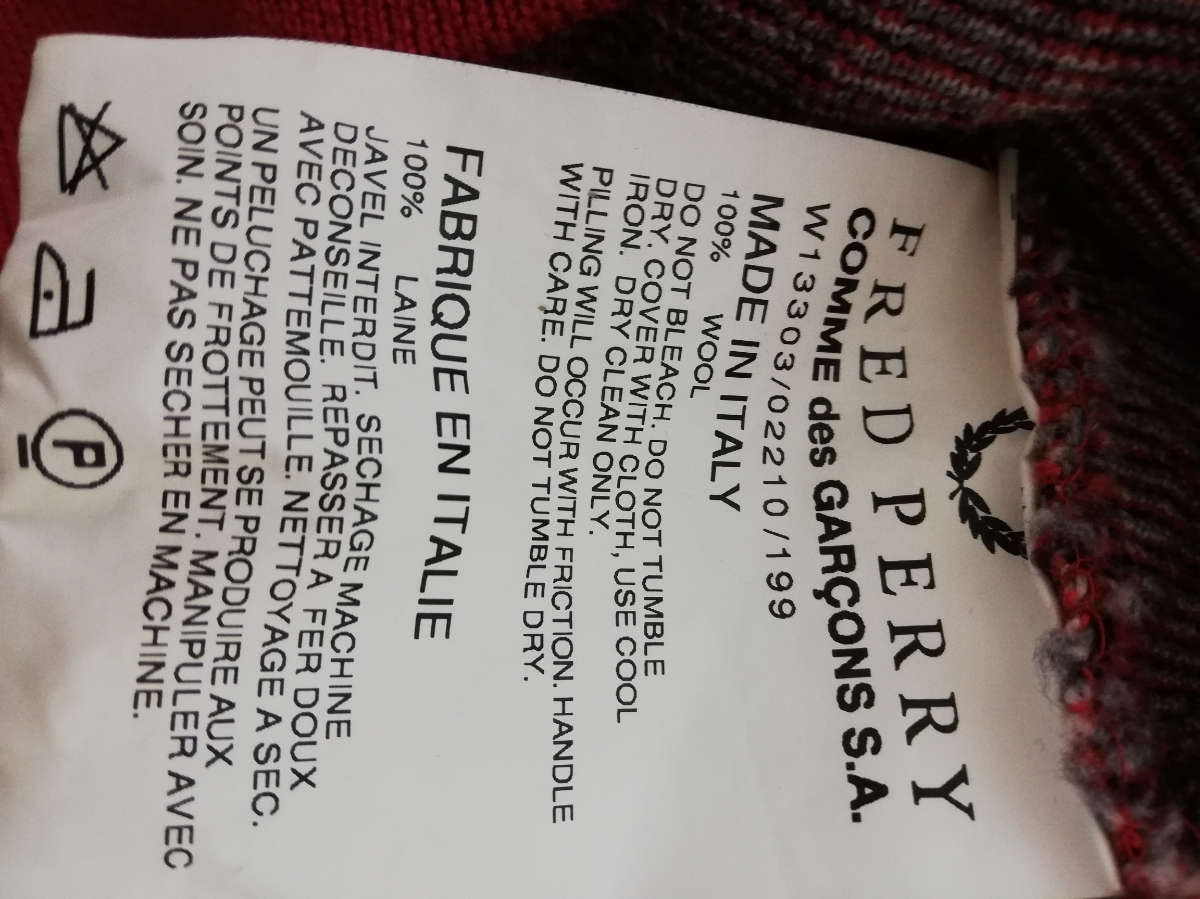 FRED PERRY
COMME des GARÇONS S.A.
W13303/02210/199
MADE IN ITALY
100% WOOL
DO NOT BLEACH. DO NOT TUMBLE
DRY. COVER WITH CLOTH, USE COOL
IRON. DRY CLEAN ONLY.
PILLING WILL OCCUR WITH FRICTION. HANDLE
WITH CARE. DO NOT TUMBLE DRY.
FABRIQUE EN ITALIE
100% LAINE
JAVEL INTERDIT. SECHAGE MACHINE
DECONSEILLE. REPASSER A FER DOUX
AVEC PATTEMOUILLE. NETTOYAGE A SEC.
UN PELUCHAGE PEUT SE PRODUIRE AUX
POINTS DE FROTTEMENT. MANIPULER AVEC
SOIN. NE PAS SECHER EN MACHINE.
P